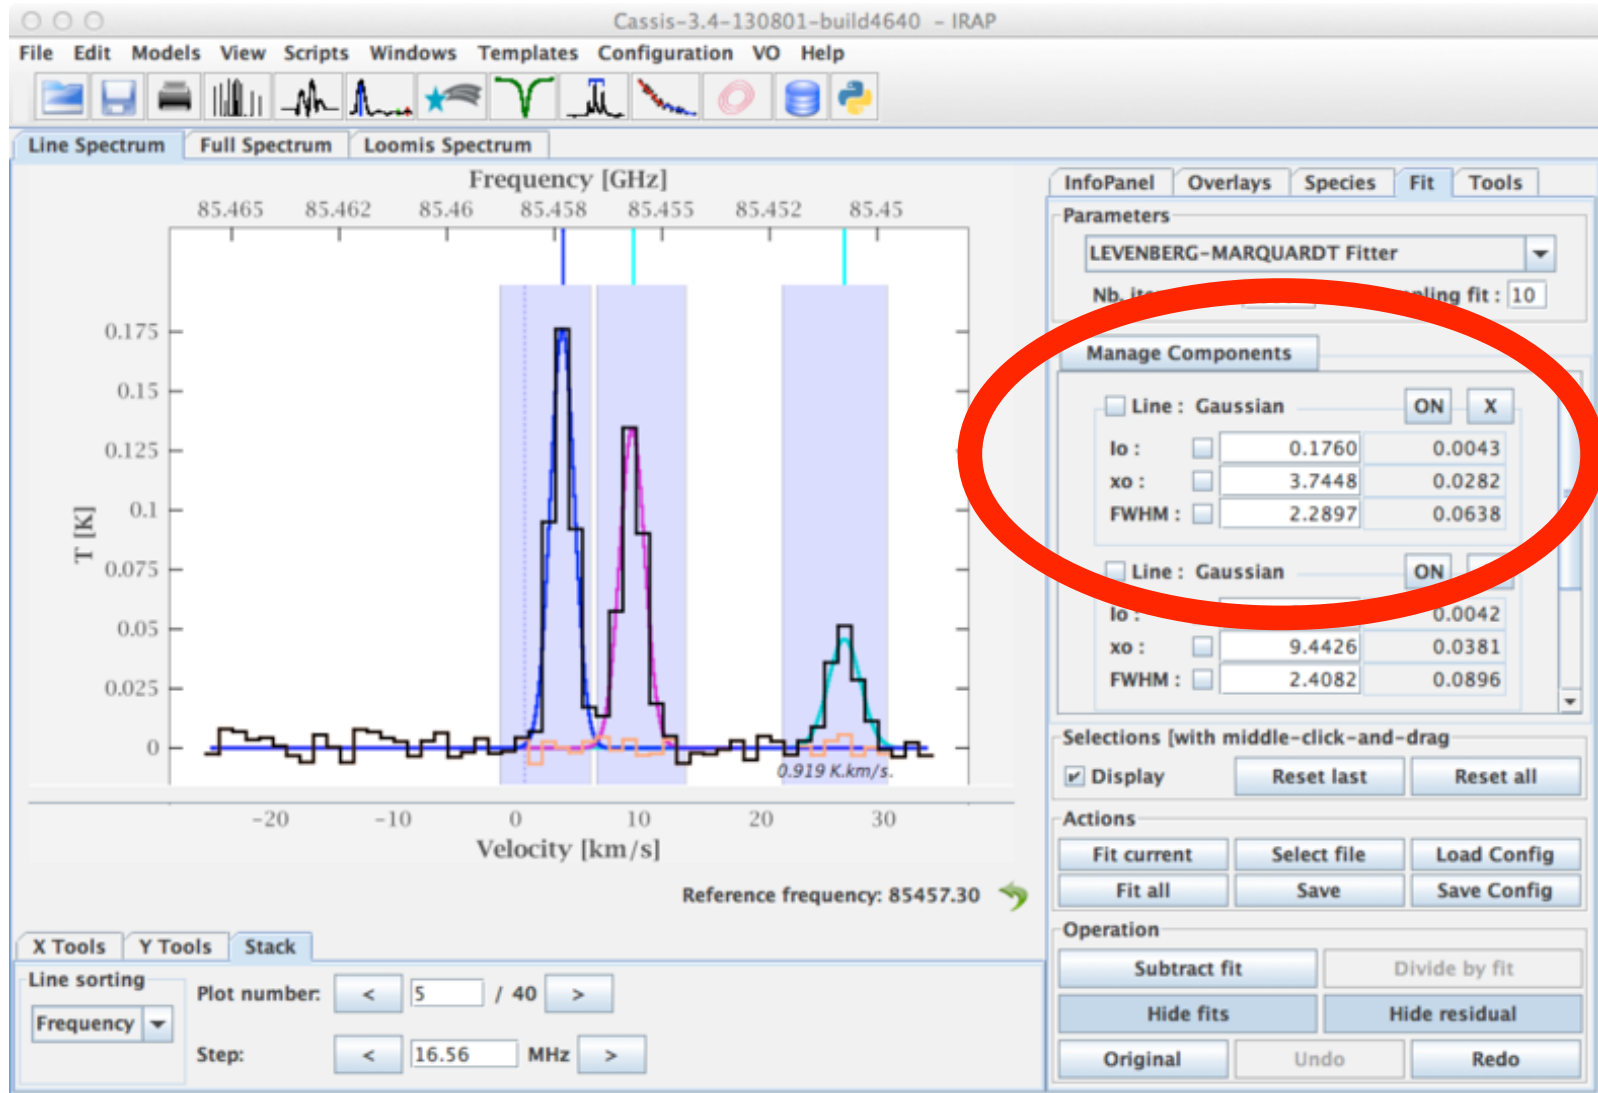 Cassis-3.4-130801-build4640 - IRAP
File Edit Models View Scripts Windows Templates Configuration VO Help
Line Spectrum Full Spectrum Loomis Spectrum
InfoPanel Overlays Species Fit Tools
Frequency [GHz]
85.465 85.462 85.46 85.458 85.455 85.452 85.45
0.175
0.15
0.125
0.1
0.075
0.05
0.025
0
T [K]
0.919 K.km/s.
-20 -10 0 10 20 30
Velocity [km/s]
Reference frequency: 85457.30
Parameters
LEVENBERG-MARQUARDT Fitter
Nb. fit : 10
Manage Components
Line : Gaussian ON X
Io : 0.1760 0.0043
xo : 3.7448 0.0282
FWHM : 2.2897 0.0638
Line : Gaussian ON
Io : 0.0042
xo : 9.4426 0.0381
FWHM : 2.4082 0.0896
Selections [with middle-click-and-drag
Display Reset last Reset all
Actions
Fit current Select file Load Config
Fit all Save Save Config
Operation
Subtract fit Divide by fit
Hide fits Hide residual
Original Undo Redo
X Tools Y Tools Stack
Line sorting
Frequency
Plot number: < 5 / 40 >
Step: < 16.56 MHz >